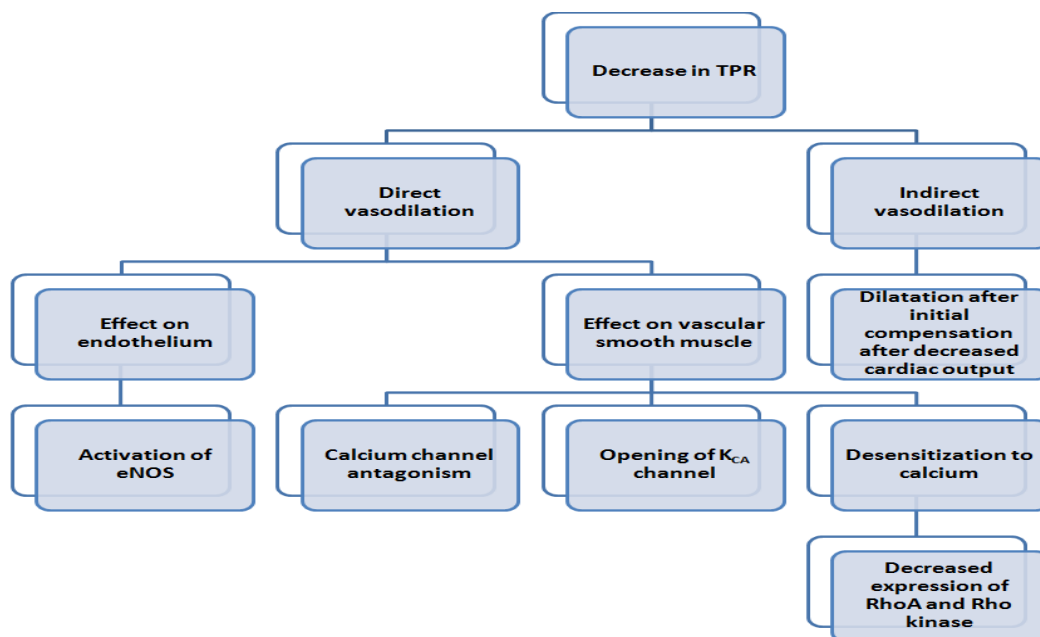 Decrease in TPR
Direct
vasodilation
Indirect
vasodilation
Effect on
endothelium
Effect on vascular
smooth muscle
Dilatation after
initial
compensation
after decreased
cardiac output
Activation of
eNOS
Calcium channel
antagonism
Opening of KCA
channel
Desensitization to
calcium
Decreased
expression of
RhoA and Rho
kinase